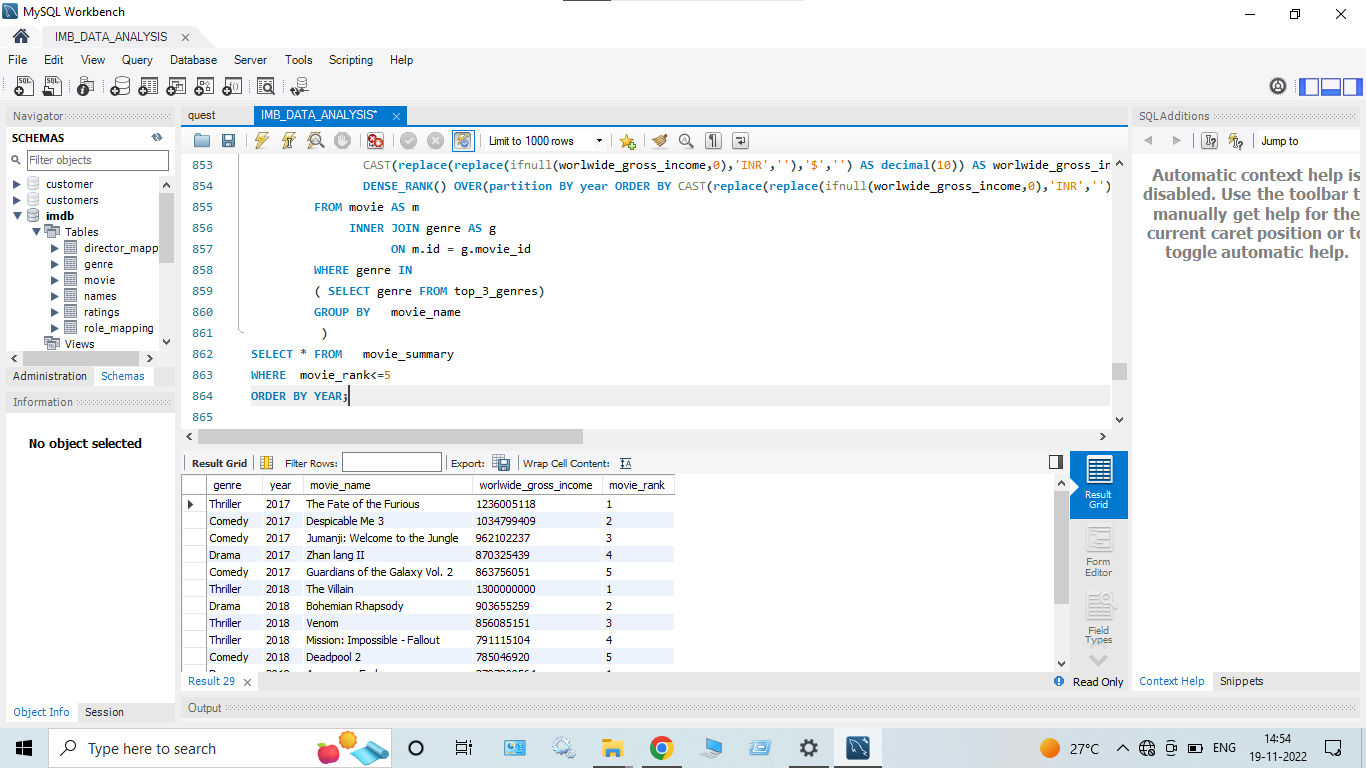 MySQL Workbench
IMB_DATA_ANALYSIS
File Edit View Query Database Server Tools Scripting Help
Navigator
SCHEMAS
Filter objects
customer
customers
imdb
Tables
director_mapp
genre
movie
names
ratings
role_mapping
Views
Administration Schemas
Information
No object selected
Object Info Session
quest IMB_DATA_ANALYSIS*
Limit to 1000 rows
853 CAST(replace(replace(ifnull(worlwide_gross_income,0),'INR',''),'$','') AS decimal(10)) AS worlwide_gross_in
854 DENSE_RANK() OVER(partition BY year ORDER BY CAST(replace(replace(ifnull(worlwide_gross_income,0),'INR','')
855 FROM movie AS m
856 INNER JOIN genre AS g
857 ON m.id = g.movie_id
858 WHERE genre IN
859 ( SELECT genre FROM top_3_genres)
860 GROUP BY movie_name
861 )
862 SELECT * FROM movie_summary
863 WHERE movie_rank<=5
864 ORDER BY YEAR;
865
Result Grid Filter Rows: Export: Wrap Cell Content:
genre year movie_name worlwide_gross_income movie_rank
Thriller 2017 The Fate of the Furious 1236005118 1
Comedy 2017 Despicable Me 3 1034799409 2
Comedy 2017 Jumanji: Welcome to the Jungle 962102237 3
Drama 2017 Zhan lang II 870325439 4
Comedy 2017 Guardians of the Galaxy Vol. 2 863756051 5
Thriller 2018 The Villain 1300000000 1
Drama 2018 Bohemian Rhapsody 903655259 2
Thriller 2018 Venom 856085151 3
Thriller 2018 Mission: Impossible - Fallout 791115104 4
Comedy 2018 Deadpool 2 785046920 5
Result Grid
Form Editor
Field Types
Result 29
Read Only
Output
SQLAdditions
Jump to
Automatic context help is
disabled. Use the toolbar t
manually get help for the
current caret position or to
toggle automatic help.
Context Help Snippets
Type here to search
27°C ENG
14:54
19-11-2022